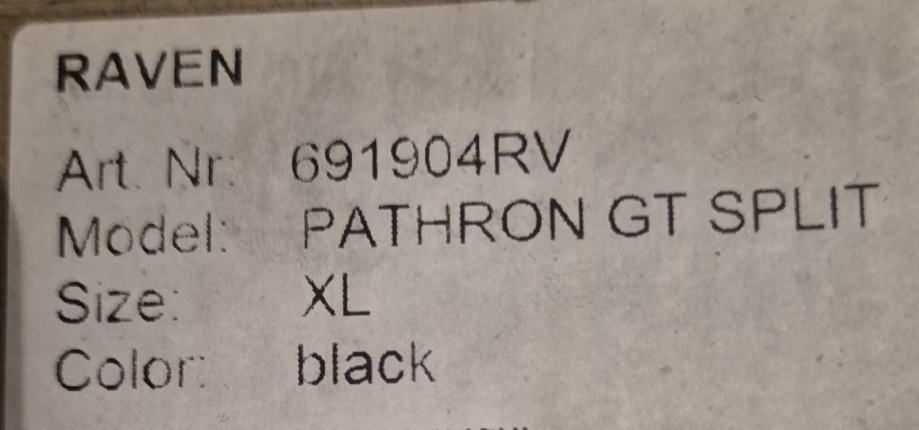 RAVEN
Art. Nr: 691904RV
Model: PATHRON GT SPLIT
Size: XL
Color: black